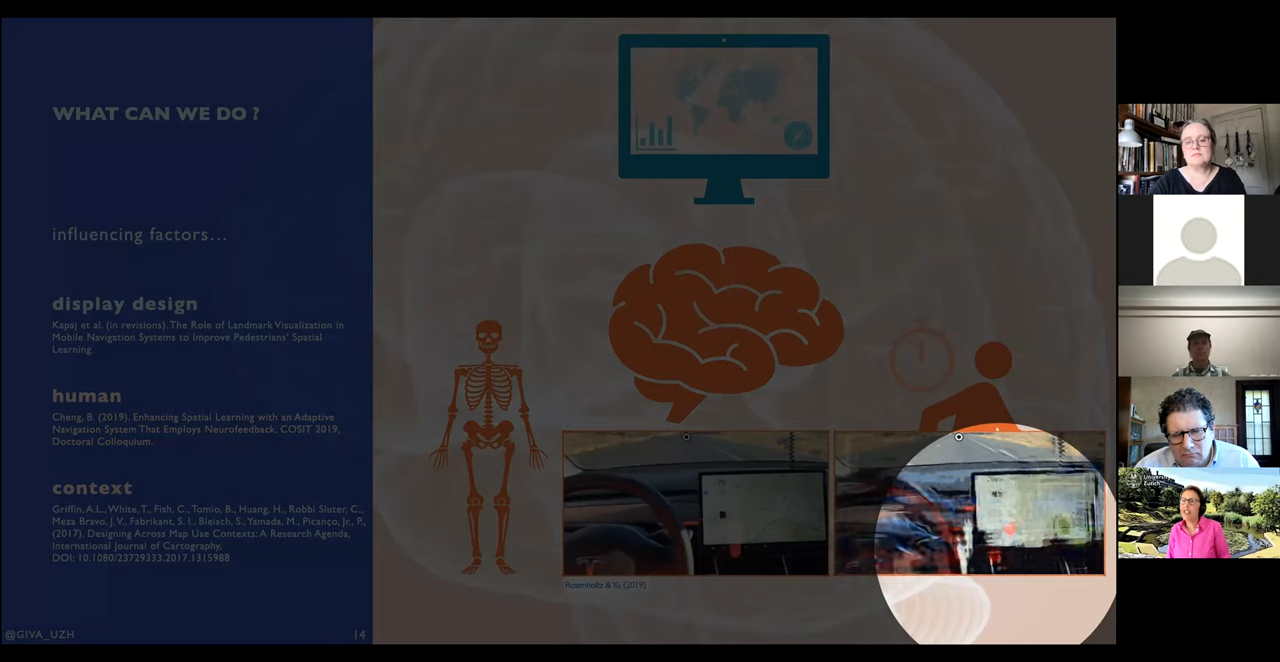 WHAT CAN WE DO ?
influencing factors...
display design
Kapaj et al. (in revisions). The Role of Landmark Visualization in
Mobile Navigation Systems to Improve Pedestrians' Spatial
Learning.
human
Cheng, B. (2019). Enhancing Spatial Learning with an Adaptive
Navigation System That Employs Neurofeedback, COSIT 2019,
Doctoral Colloquium.
context
Griffin, A.L., White, T., Fish, C., Tomio, B., Huang, H., Robbi Sluter, C.,
Meza Bravo, J.V., Fabrikant, S. I., Bleisch, S., Yamada, M., Picanço, Jr., P.,
(2017). Designing Across Map Use Contexts: A Research Agenda,
International Journal of Cartography,
DOI: 10.1080/23729333.2017.1315988
@GIVA_UZH
14
Rosenholtz & Yu (2019)
University
Zurich